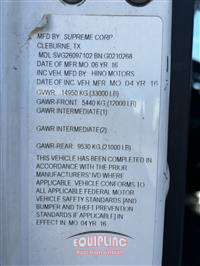 MFD BY SUPREME CORP
CLEBURNE, TX
MDL SVG26097102 BN G0210268
DATE OF MFR MO 06 YR 16
INC VEH MFD BY HINO MOTORS
DATE OF INC VEH MFR MO 04 YR 16
GVWR 14950 KG (33000 LB)
GAWR-FRONT: 5440 KG (12000 LB)
GAWR INTERMEDIATE(1)
GAWR INTERMEDIATE(2)
GAWR-REAR: 9530 KG (21000 LB)
THIS VEHICLE HAS BEEN COMPLETED IN
ACCORDANCE WITH THE PRIOR
MANUFACTURERS' IVD WHERE
APPLICABLE. VEHICLE CONFORMS TO
ALL APPLICABLE FEDERAL MOTOR
VEHICLE SAFETY STANDARDS [AND
BUMPER AND THEFT PREVENTION
STANDARDS IF APPLICABLE] IN
EFFECT IN: MO 04 YR 16
EQUIPLINC